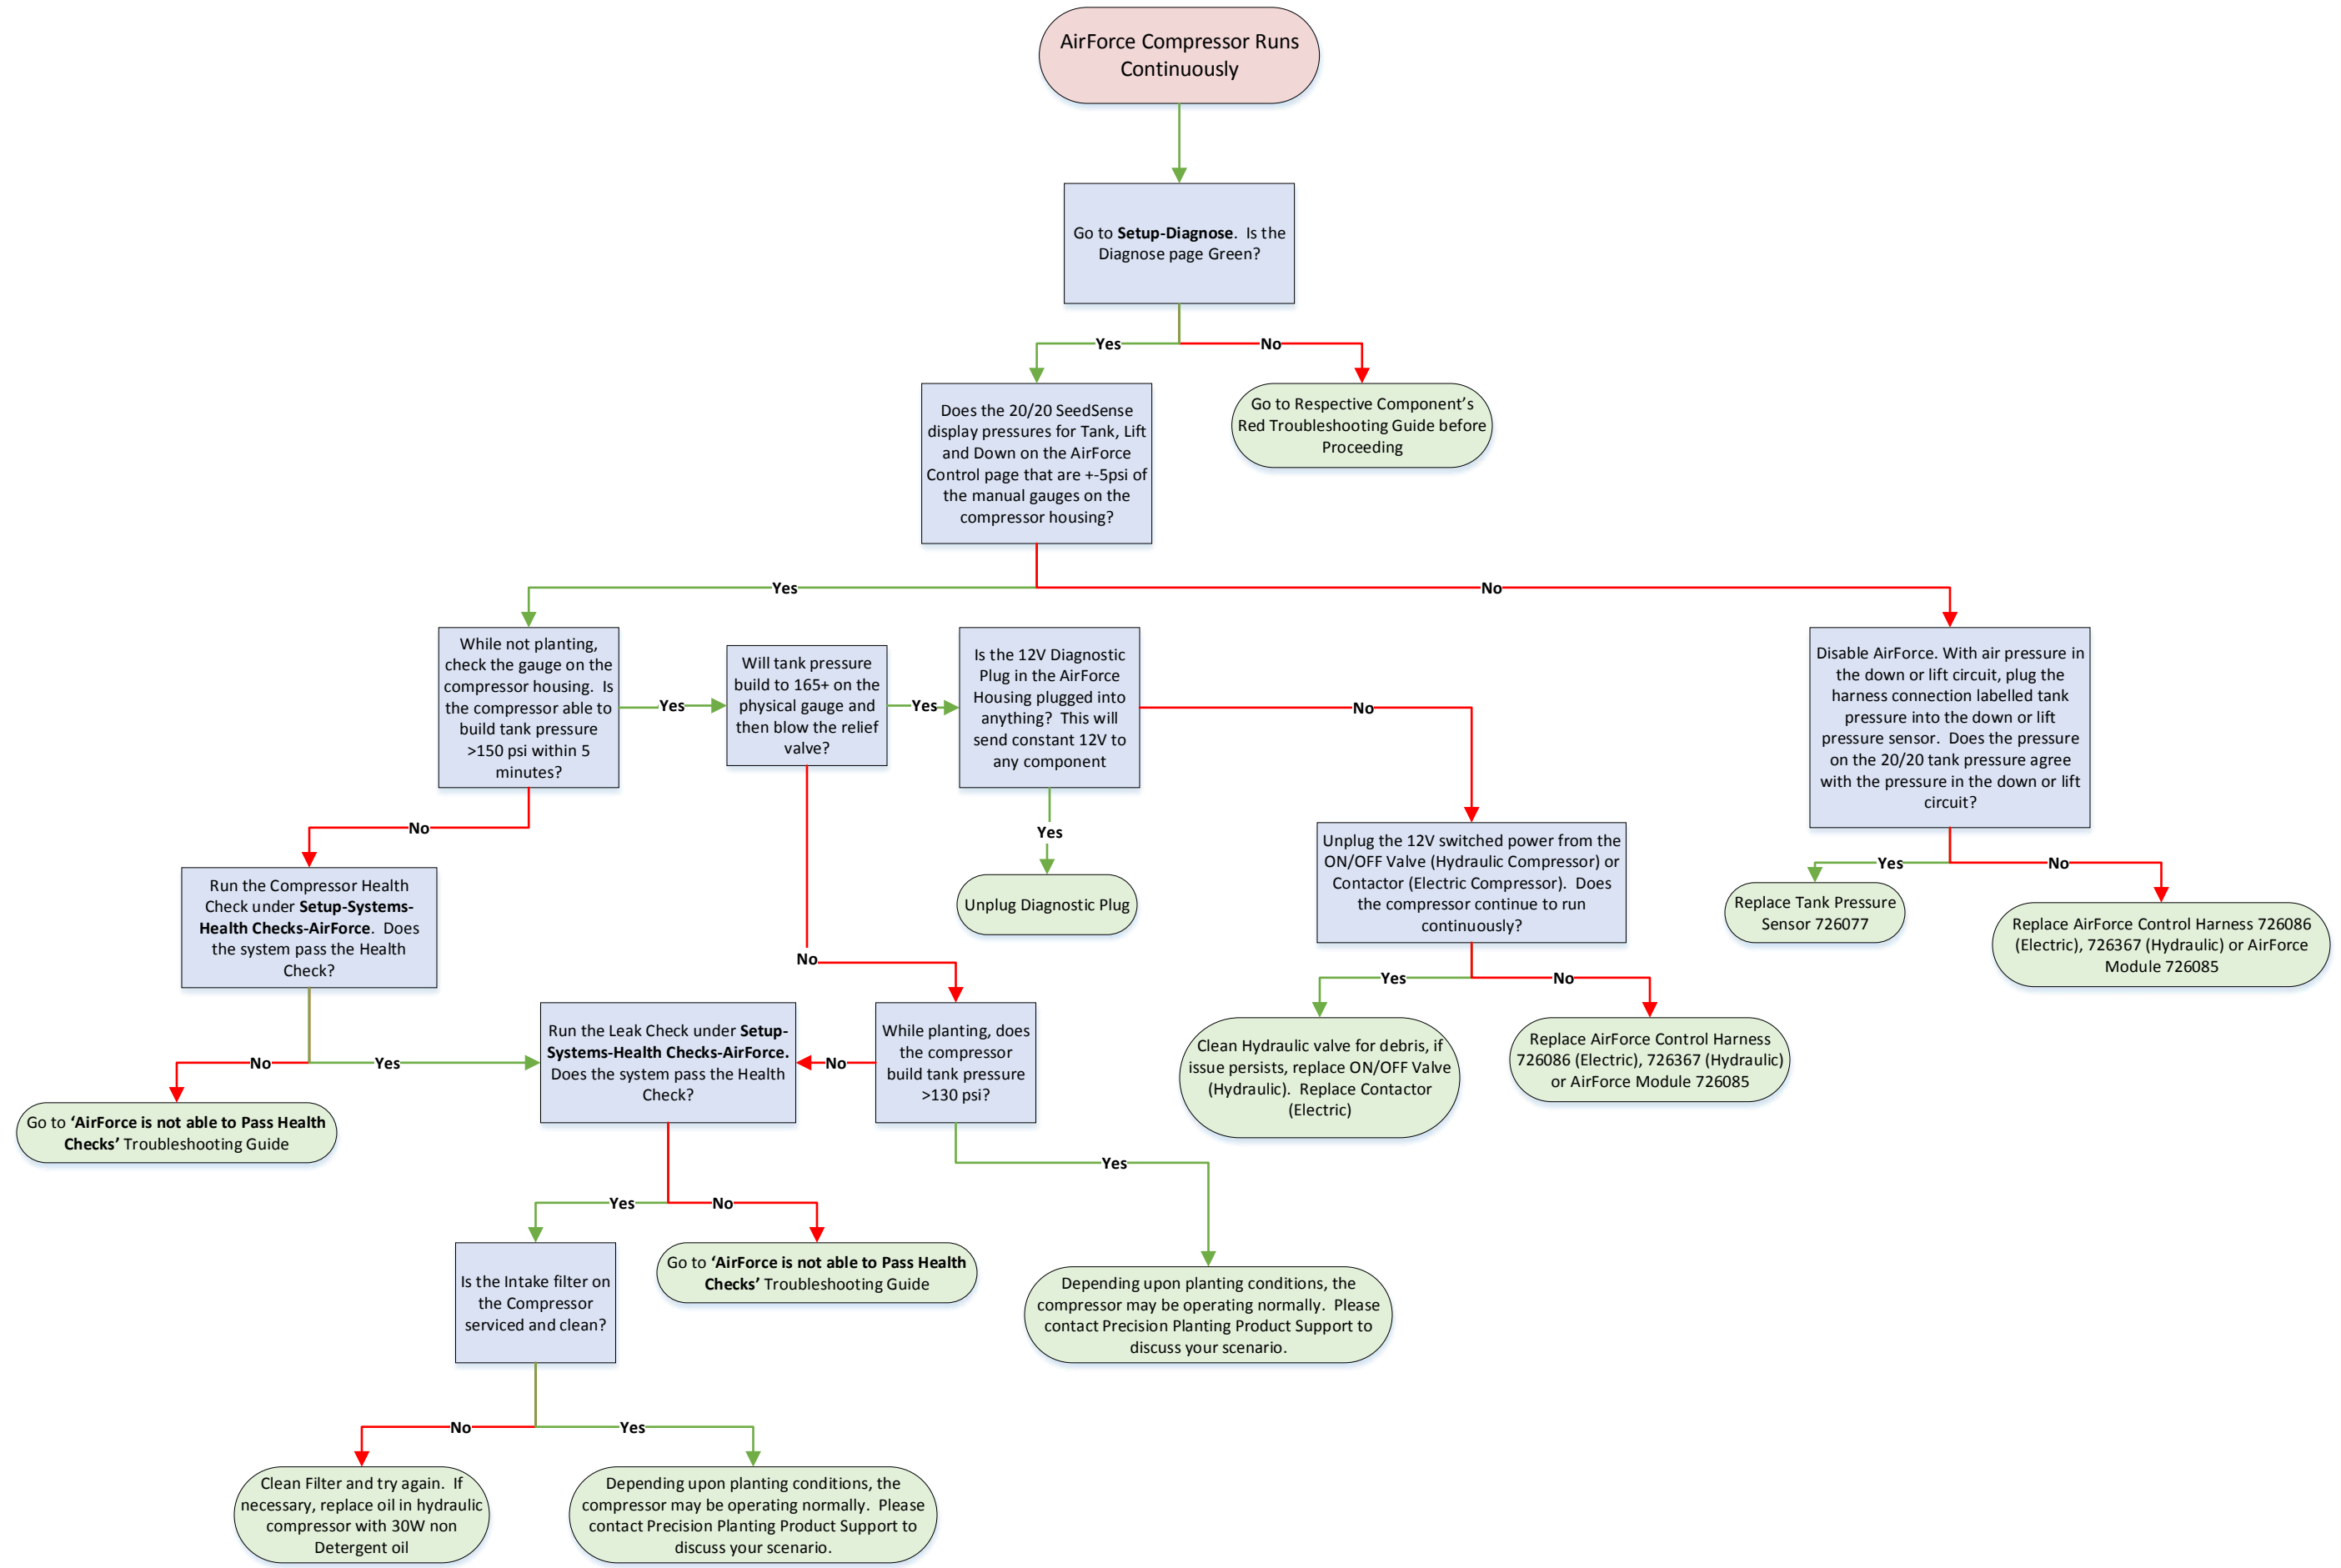 AirForce Compressor Runs
Continuously
Go to Setup-Diagnose.  Is the
Diagnose page Green?
Yes
No
Does the 20/20 SeedSense
display pressures for Tank, Lift
and Down on the AirForce
Control page that are +-5psi of
the manual gauges on the
compressor housing?
Go to Respective Component’s
Red Troubleshooting Guide before
Proceeding
Yes
No
While not planting,
check the gauge on the
compressor housing.  Is
the compressor able to
build tank pressure
>150 psi within 5
minutes?
Yes
Will tank pressure
build to 165+ on the
physical gauge and
then blow the relief
valve?
Yes
Is the 12V Diagnostic
Plug in the AirForce
Housing plugged into
anything?  This will
send constant 12V to
any component
No
Disable AirForce. With air pressure in
the down or lift circuit, plug the
harness connection labelled tank
pressure into the down or lift
pressure sensor.  Does the pressure
on the 20/20 tank pressure agree
with the pressure in the down or lift
circuit?
No
Yes
Unplug the 12V switched power from the
ON/OFF Valve (Hydraulic Compressor) or
Contactor (Electric Compressor).  Does
the compressor continue to run
continuously?
Yes
No
Run the Compressor Health
Check under Setup-Systems-
Health Checks-AirForce.  Does
the system pass the Health
Check?
Unplug Diagnostic Plug
Replace Tank Pressure
Sensor 726077
Replace AirForce Control Harness 726086
(Electric), 726367 (Hydraulic) or AirForce
Module 726085
No
Yes
No
Run the Leak Check under Setup-
Systems-Health Checks-AirForce.
Does the system pass the Health
Check?
No
While planting, does
the compressor
build tank pressure
>130 psi?
Clean Hydraulic valve for debris, if
issue persists, replace ON/OFF Valve
(Hydraulic).  Replace Contactor
(Electric)
Replace AirForce Control Harness
726086 (Electric), 726367 (Hydraulic)
or AirForce Module 726085
No
Yes
Go to ‘AirForce is not able to Pass Health
Checks’ Troubleshooting Guide
Yes
Yes
No
Is the Intake filter on
the Compressor
serviced and clean?
Go to ‘AirForce is not able to Pass Health
Checks’ Troubleshooting Guide
Depending upon planting conditions, the
compressor may be operating normally.  Please
contact Precision Planting Product Support to
discuss your scenario.
No
Yes
Clean Filter and try again.  If
necessary, replace oil in hydraulic
compressor with 30W non
Detergent oil
Depending upon planting conditions, the
compressor may be operating normally.  Please
contact Precision Planting Product Support to
discuss your scenario.